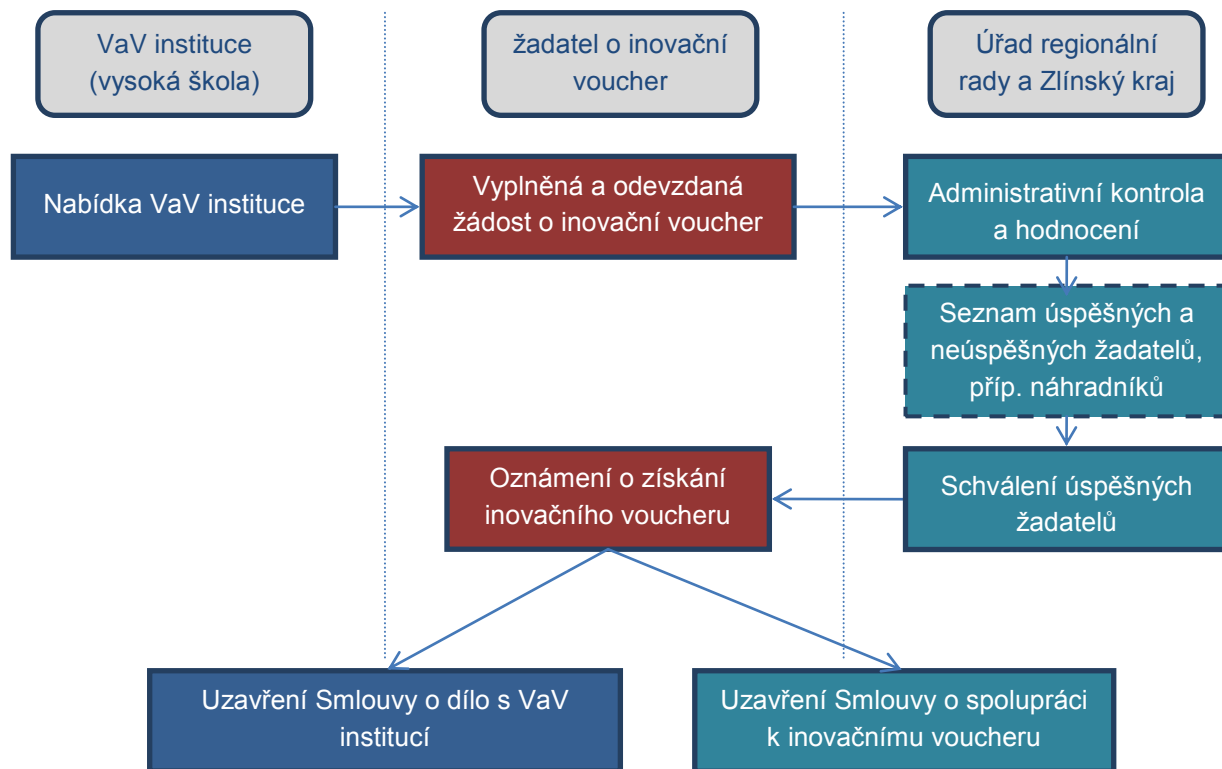 VaV instituce
(vysoká škola)
žadatel o inovační
voucher
Úřad regionální
rady a Zlínský kraj
Nabídka VaV instituce
Vyplněná a odevzdaná
žádost o inovační voucher
Administrativní kontrola
a hodnocení
Seznam úspěšných a
neúspěšných žadatelů,
příp. náhradníků
Oznámení o získání
inovačního voucheru
Schválení úspěšných
žadatelů
Uzavření Smlouvy o dílo s VaV
institucí
Uzavření Smlouvy o spolupráci
k inovačnímu voucheru